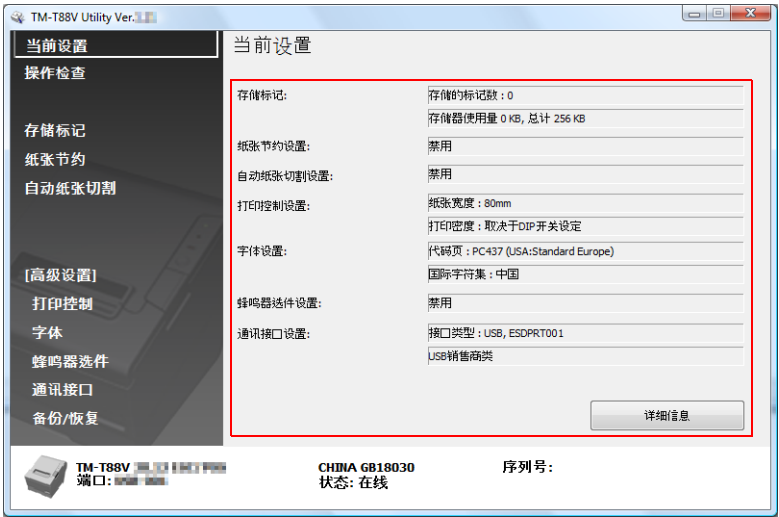 TM-T88V Utility Ver.
当前设置
操作检查
存储标记
纸张节约
自动纸张切割
[高级设置]
打印控制
字体
蜂鸣器选件
通讯接口
备份/恢复
当前设置
存储标记:
存储的标记数 : 0
存储器使用量 0 KB, 总计 256 KB
纸张节约设置:
禁用
自动纸张切割设置:
禁用
打印控制设置:
纸张宽度 : 80mm
打印密度 : 取决于DIP开关设定
字体设置:
代码页 : PC437 (USA:Standard Europe)
国际字符集 : 中国
蜂鸣器选件设置:
禁用
通讯接口设置:
接口类型 : USB, ESDPRT001
USB销售商类
详细信息
TM-T88V
端口:
CHINA GB18030
状态: 在线
序列号: